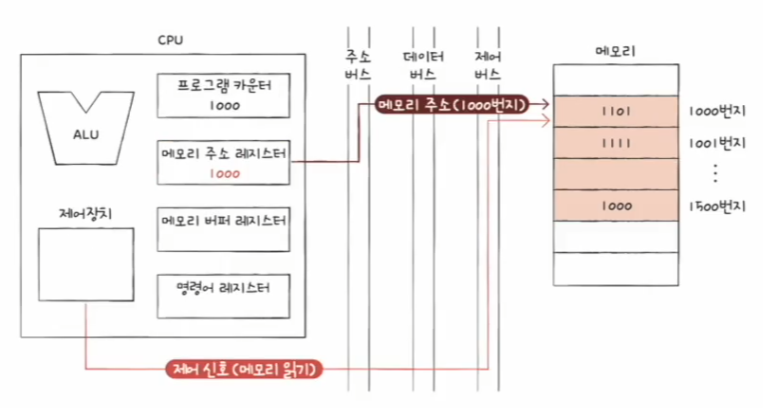 CPU
ALU
제어장치
프로그램 카운터
1000
메모리 주소 레지스터
1000
메모리 버퍼 레지스터
명령어 레지스터
주소
버스
데이터
버스
제어
버스
메모리 주소(1000번지)
제어 신호(메모리 읽기)
메모리
1101 1000번지
1111 1001번지
⋮
1000 1500번지